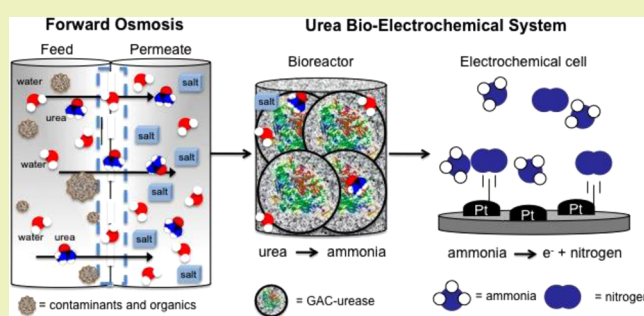 Forward Osmosis
Urea Bio-Electrochemical System
Feed
Permeate
water
urea
water
water
urea
salt
salt
salt
salt
salt
salt
Bioreactor
salt
urea → ammonia
= GAC-urease
Electrochemical cell
Pt
Pt
Pt
ammonia → e- + nitrogen
= contaminants and organics
= ammonia
= nitrogen